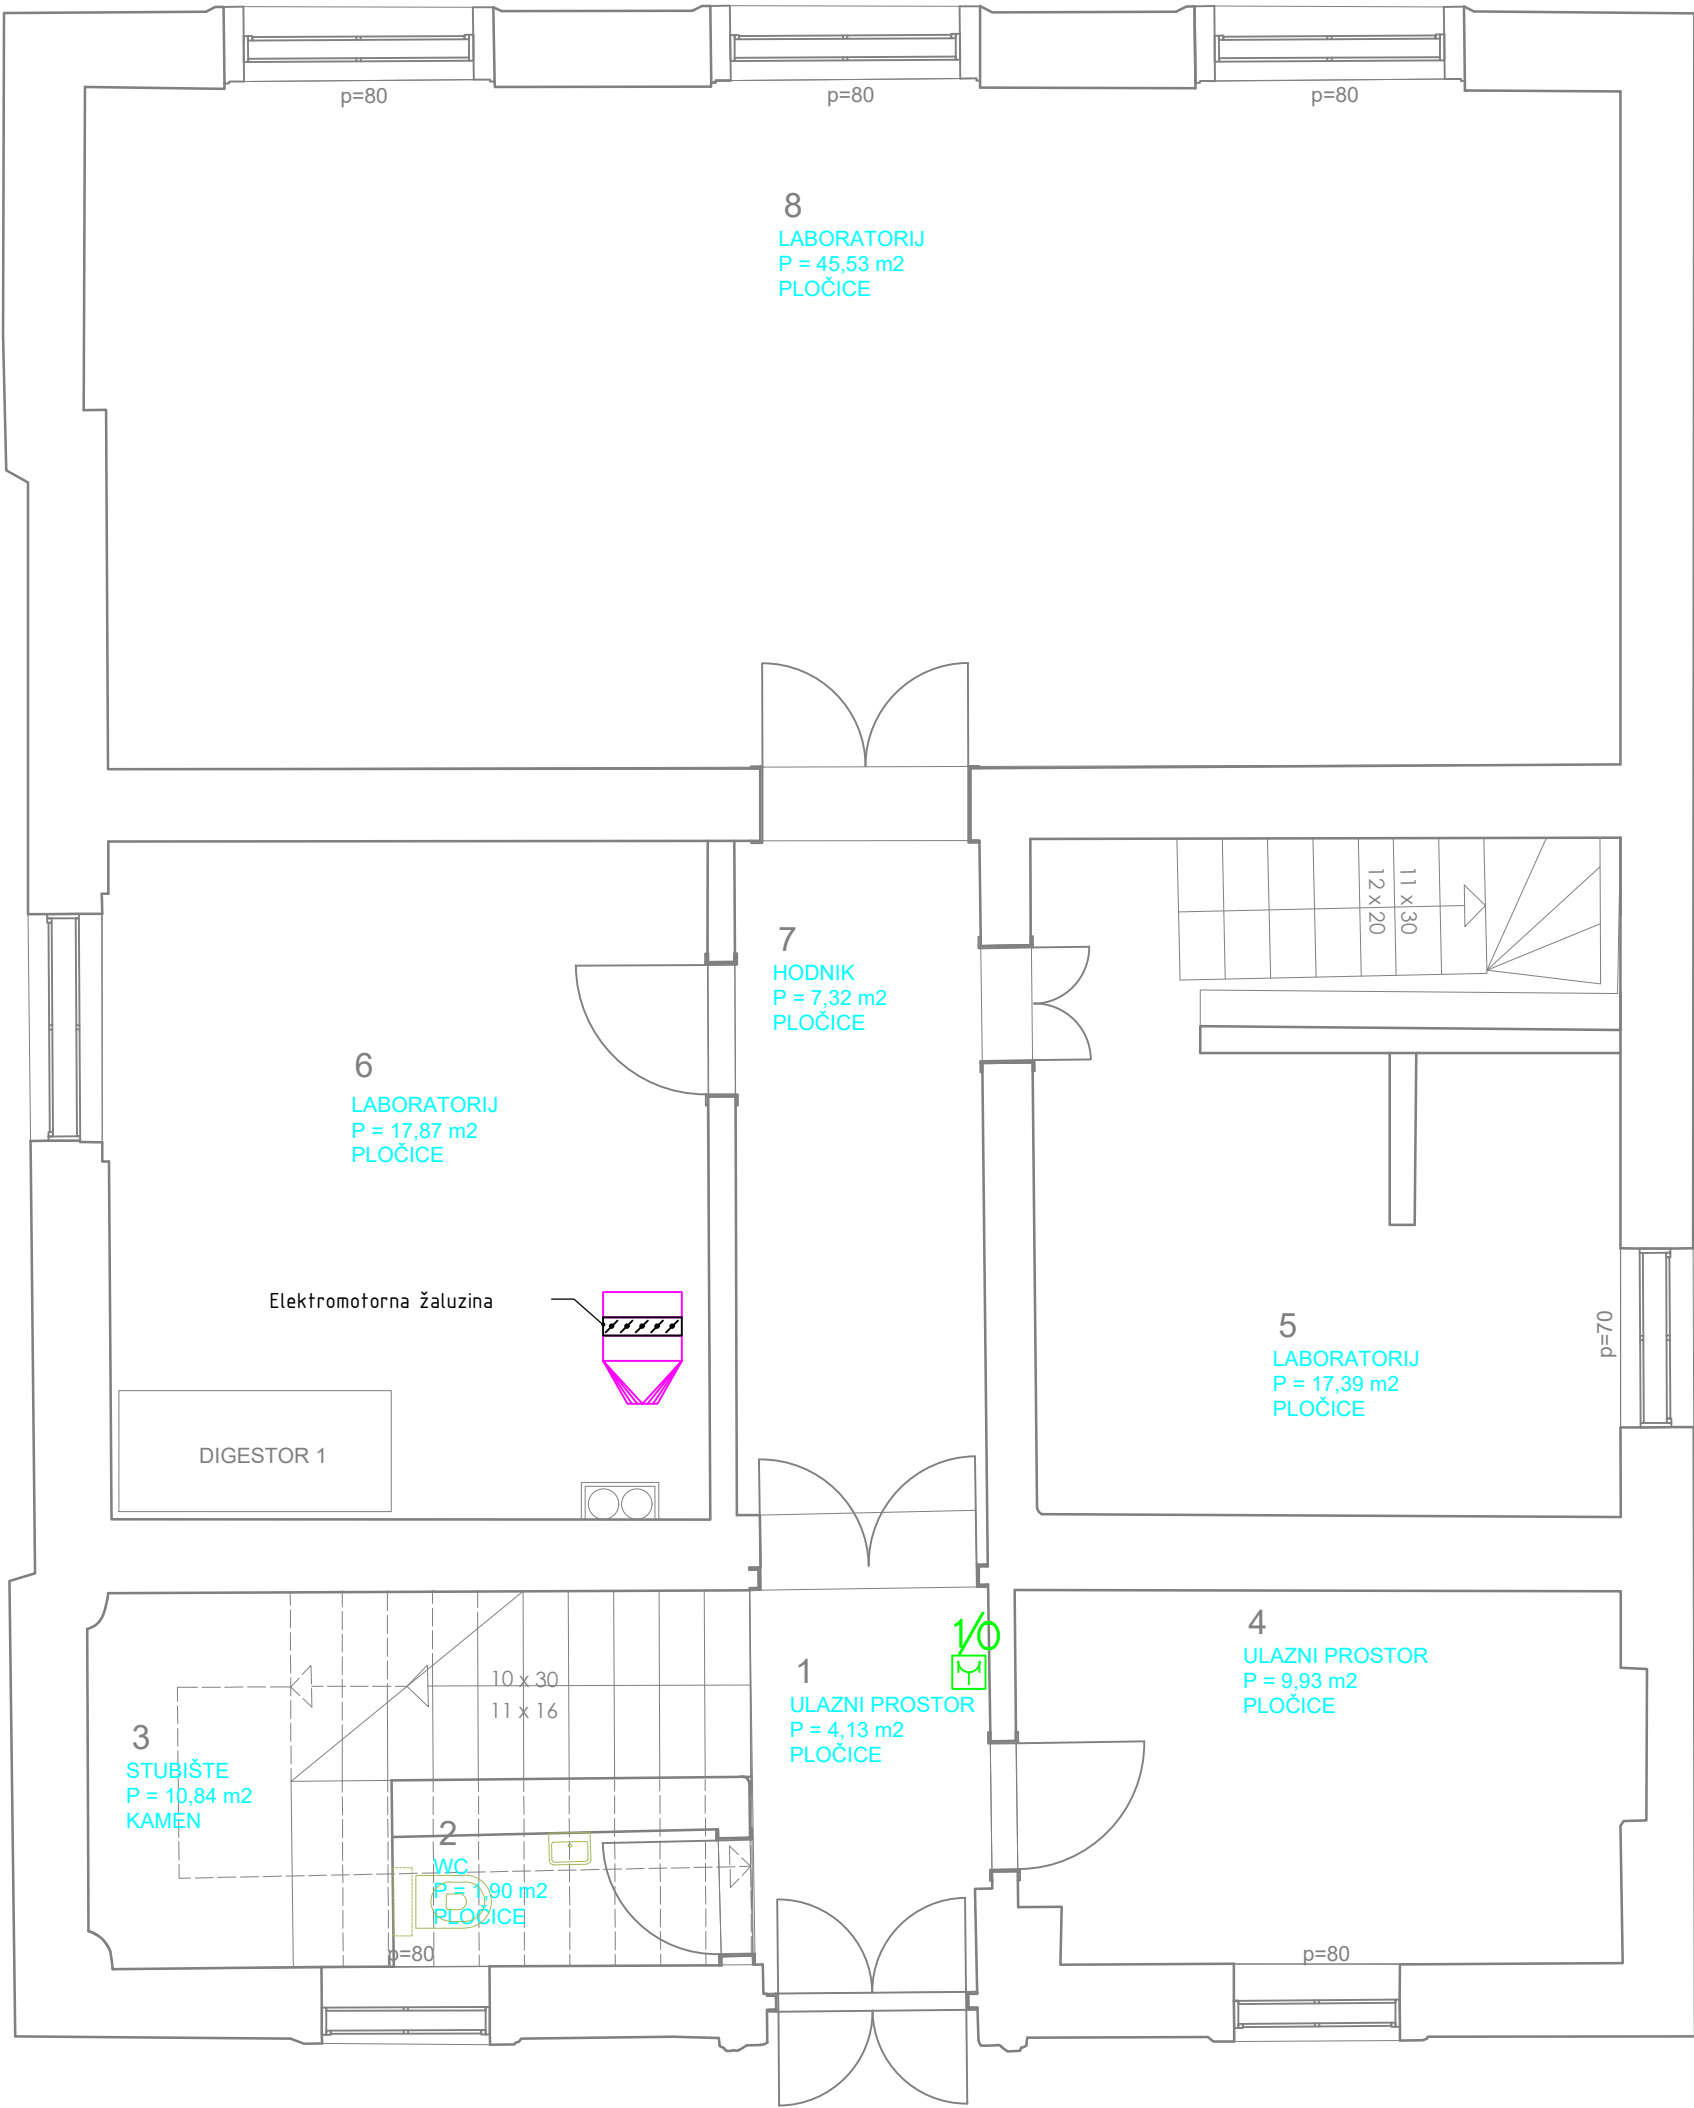 p=80
p=80
p=80
8
LABORATORIJ
P = 45,53 m2
PLOČICE
11 x 30
12 x 20
7
HODNIK
P = 7,32 m2
PLOČICE
6
LABORATORIJ
P = 17,87 m2
PLOČICE
Elektromotorna žaluzina
5
LABORATORIJ
P = 17,39 m2
PLOČICE
p=70
DIGESTOR 1
1/0
4
ULAZNI PROSTOR
P = 9,93 m2
PLOČICE
1
ULAZNI PROSTOR
P = 4,13 m2
PLOČICE
10 x 30
11 x 16
3
STUBIŠTE
P = 10,84 m2
KAMEN
2
WC
P = 1,90 m2
PLOČICE
p=80
p=80